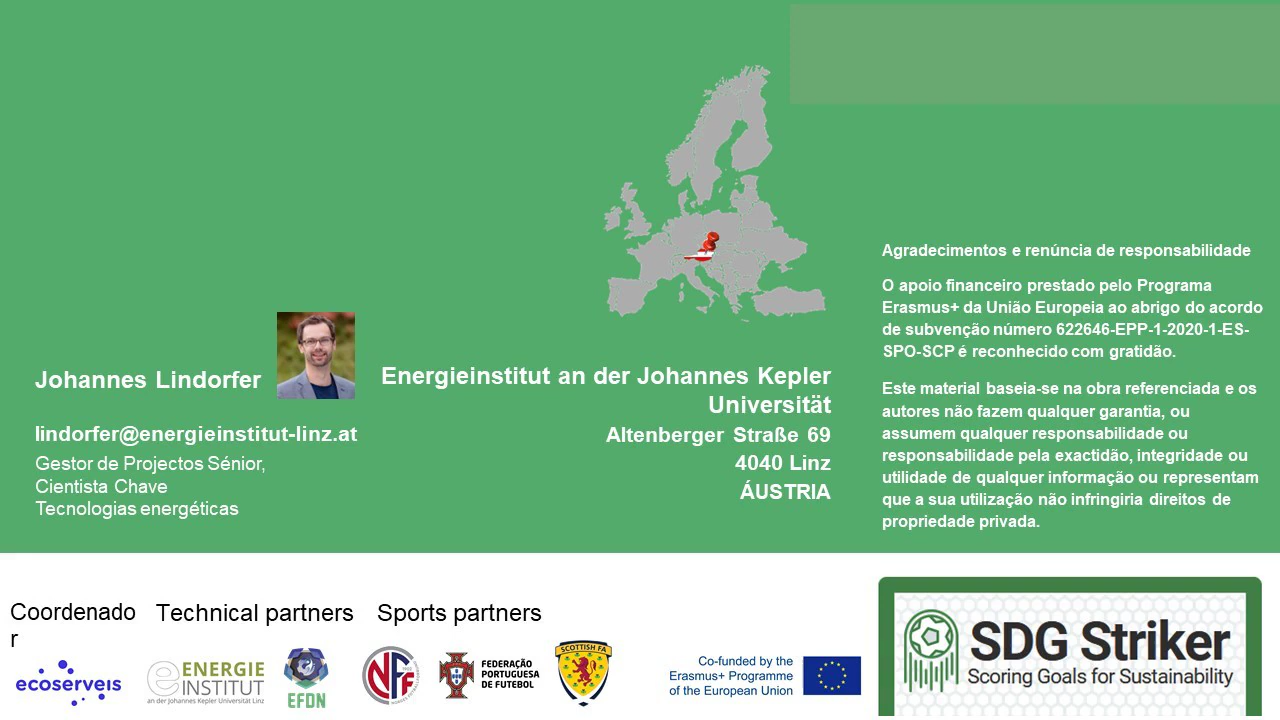 Johannes Lindorfer
lindorfer@energieinstitut-linz.at
Gestor de Projectos Sénior,
Cientista Chave
Tecnologias energéticas
Energieinstitut an der Johannes Kepler
Universität
Altenberger Straße 69
4040 Linz
ÁUSTRIA
Agradecimentos e renúncia de responsabilidade
O apoio financeiro prestado pelo Programa
Erasmus+ da União Europeia ao abrigo do acordo
de subvenção número 622646-EPP-1-2020-1-ES-
SPO-SCP é reconhecido com gratidão.
Este material baseia-se na obra referenciada e os
autores não fazem qualquer garantia, ou
assumem qualquer responsabilidade ou
responsabilidade pela exactidão, integridade ou
utilidade de qualquer informação ou representam
que a sua utilização não infringiria direitos de
propriedade privada.
Coordenado
r
ecoserveis
Technical partners
ENERGIE
INSTITUT
an der Johannes Kepler Universität Linz
EFDN
Sports partners
NFF
FEDERAÇÃO
PORTUGUESA
DE FUTEBOL
SCOTTISH FA
Co-funded by the
Erasmus+ Programme
of the European Union
SDG Striker
Scoring Goals for Sustainability